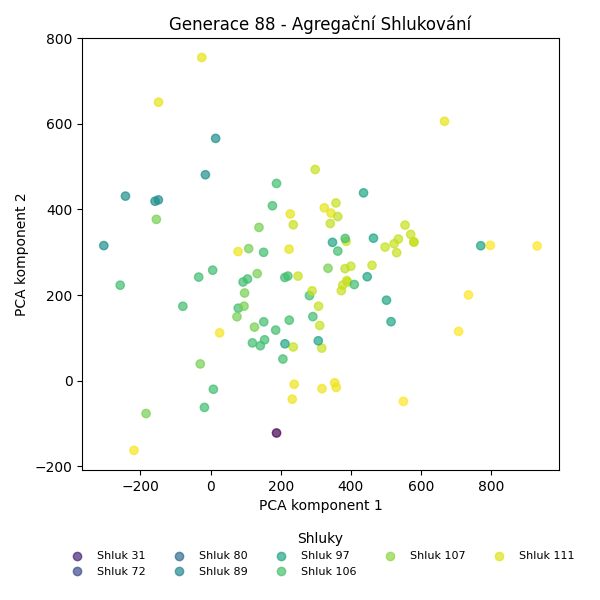 Generace 88 - Agregační Shlukování
PCA komponent 2
800
600
400
200
0
−200
−200 0 200 400 600 800
PCA komponent 1
Shluky
Shluk 31 Shluk 80 Shluk 97 Shluk 107 Shluk 111
Shluk 72 Shluk 89 Shluk 106